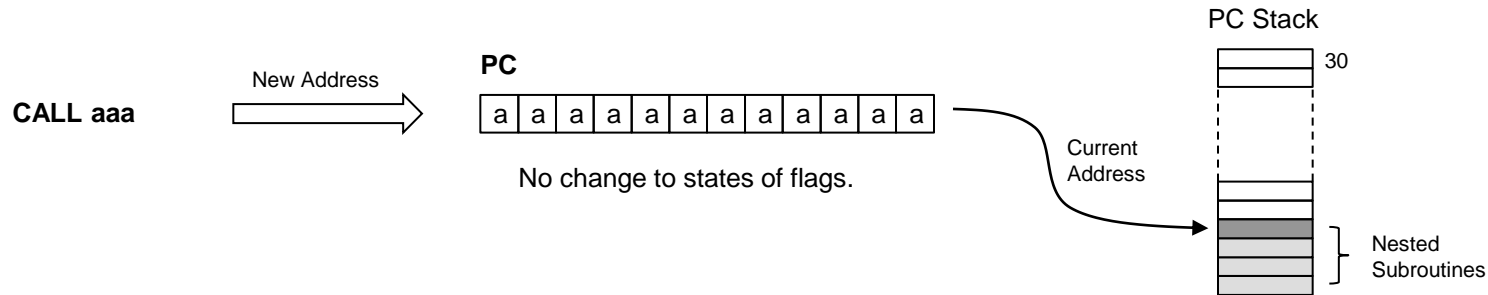 PC Stack
30
PC
New Address
CALL aaa
a a a a a a a a a a a a
No change to states of flags.
Current
Address
Nested
Subroutines